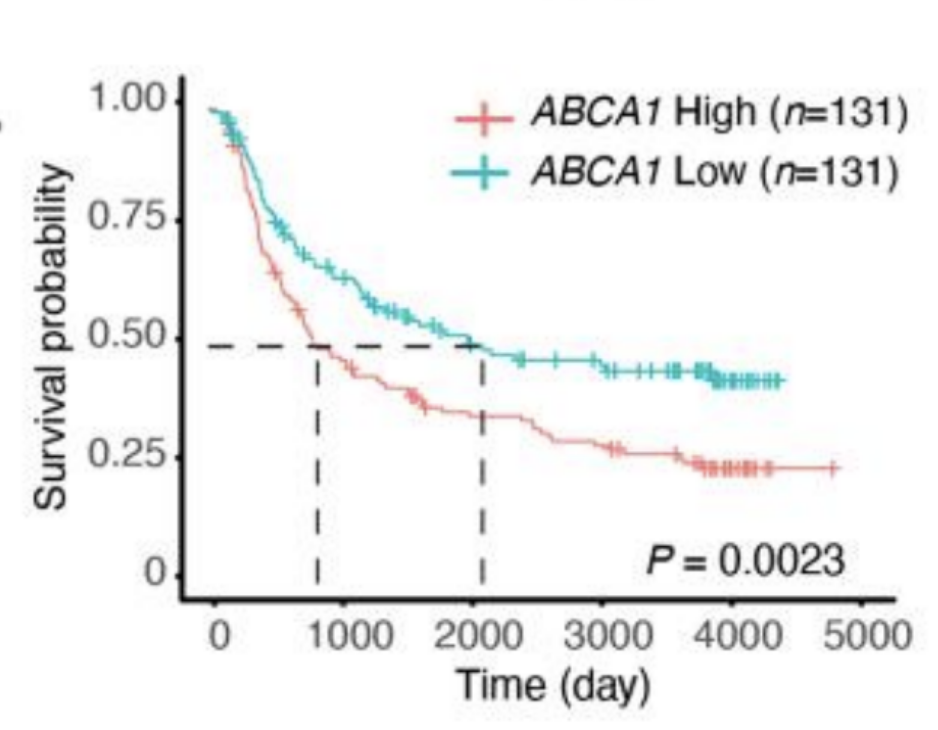 1.00
0.75
0.50
0.25
0
Survival probability
ABCA1 High (n=131)
ABCA1 Low (n=131)
P = 0.0023
0 1000 2000 3000 4000 5000
Time (day)